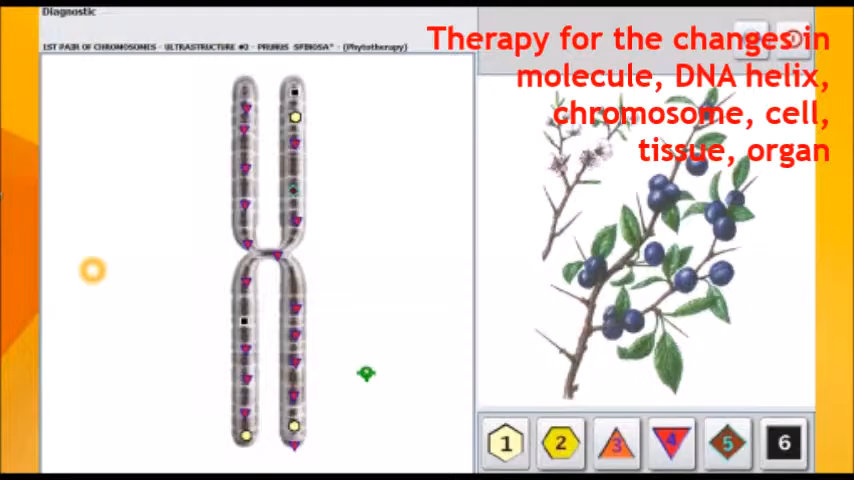 Diagnostic
1ST PAIR OF CHROMOSOMES - ULTRASTRUCTURE #2 - PRUNUS SPINOSA* - (Phytotherapy)
Therapy for the changes in
molecule, DNA helix,
chromosome, cell,
tissue, organ
1 2 3 4 5 6